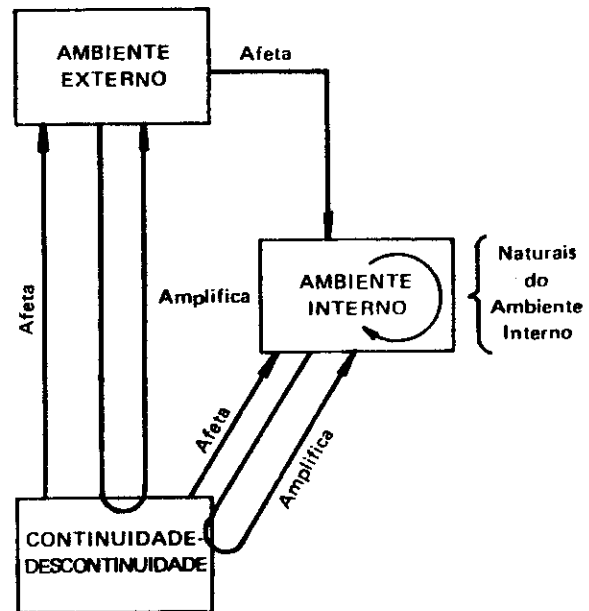 AMBIENTE
EXTERNO
Afeta
Afeta
Amplifica
AMBIENTE
INTERNO
Naturais
do
Ambiente
Interno
Afeta
Amplifica
CONTINUIDADE-
DESCONTINUIDADE